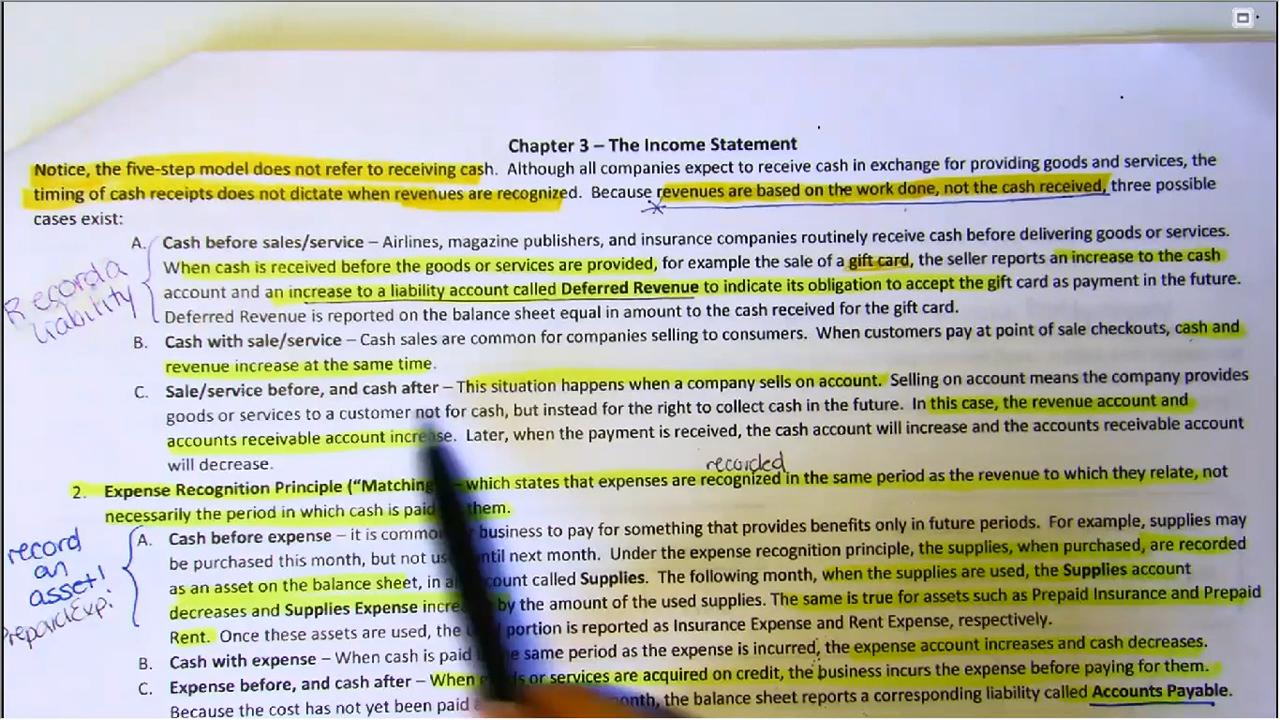 Chapter 3 – The Income Statement
Notice, the five-step model does not refer to receiving cash. Although all companies expect to receive cash in exchange for providing goods and services, the
timing of cash receipts does not dictate when revenues are recognized. Because revenues are based on the work done, not the cash received, three possible
cases exist:
A. Cash before sales/service – Airlines, magazine publishers, and insurance companies routinely receive cash before delivering goods or services.
When cash is received before the goods or services are provided, for example the sale of a gift card, the seller reports an increase to the cash
account and an increase to a liability account called Deferred Revenue to indicate its obligation to accept the gift card as payment in the future.
Deferred Revenue is reported on the balance sheet equal in amount to the cash received for the gift card.
Record a
liability
B. Cash with sale/service – Cash sales are common for companies selling to consumers. When customers pay at point of sale checkouts, cash and
revenue increase at the same time.
C. Sale/service before, and cash after – This situation happens when a company sells on account. Selling on account means the company provides
goods or services to a customer not for cash, but instead for the right to collect cash in the future. In this case, the revenue account and
accounts receivable account increase. Later, when the payment is received, the cash account will increase and the accounts receivable account
will decrease.
recorded
2. Expense Recognition Principle ("Matching – which states that expenses are recognized in the same period as the revenue to which they relate, not
necessarily the period in which cash is paid them.
A. Cash before expense – it is common business to pay for something that provides benefits only in future periods. For example, supplies may
be purchased this month, but not until next month. Under the expense recognition principle, the supplies, when purchased, are recorded
as an asset on the balance sheet, in called Supplies. The following month, when the supplies are used, the Supplies account
decreases and Supplies Expense by the amount of the used supplies. The same is true for assets such as Prepaid Insurance and Prepaid
Rent. Once these assets are used, the portion is reported as Insurance Expense and Rent Expense, respectively.
record
an
asset!
Prepaid Exp.
B. Cash with expense – When cash is paid same period as the expense is incurred, the expense account increases and cash decreases.
C. Expense before, and cash after – When or services are acquired on credit, the business incurs the expense before paying for them.
Because the cost has not yet been paid the balance sheet reports a corresponding liability called Accounts Payable.